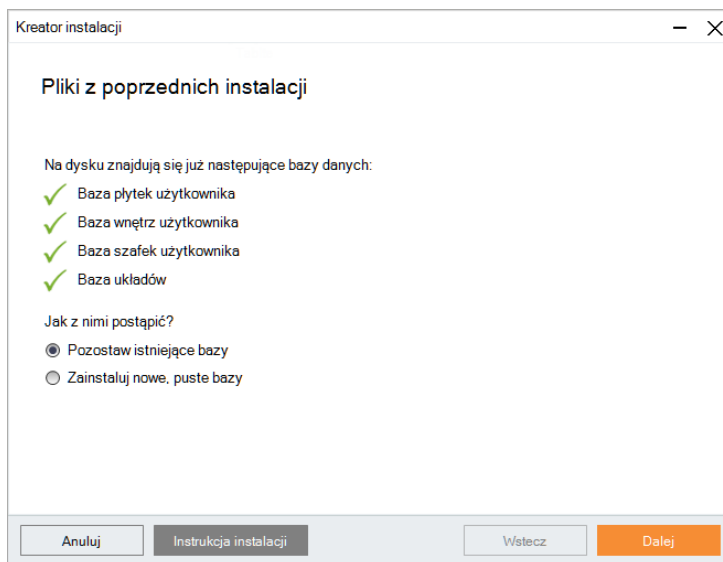 Kreator instalacji
Pliki z poprzednich instalacji
Na dysku znajdują się już następujące bazy danych:
Baza płytek użytkownika
Baza wnętrz użytkownika
Baza szafek użytkownika
Baza układów
Jak z nimi postąpić?
Pozostaw istniejące bazy
Zainstaluj nowe, puste bazy
Anuluj
Instrukcja instalacji
Wstecz
Dalej